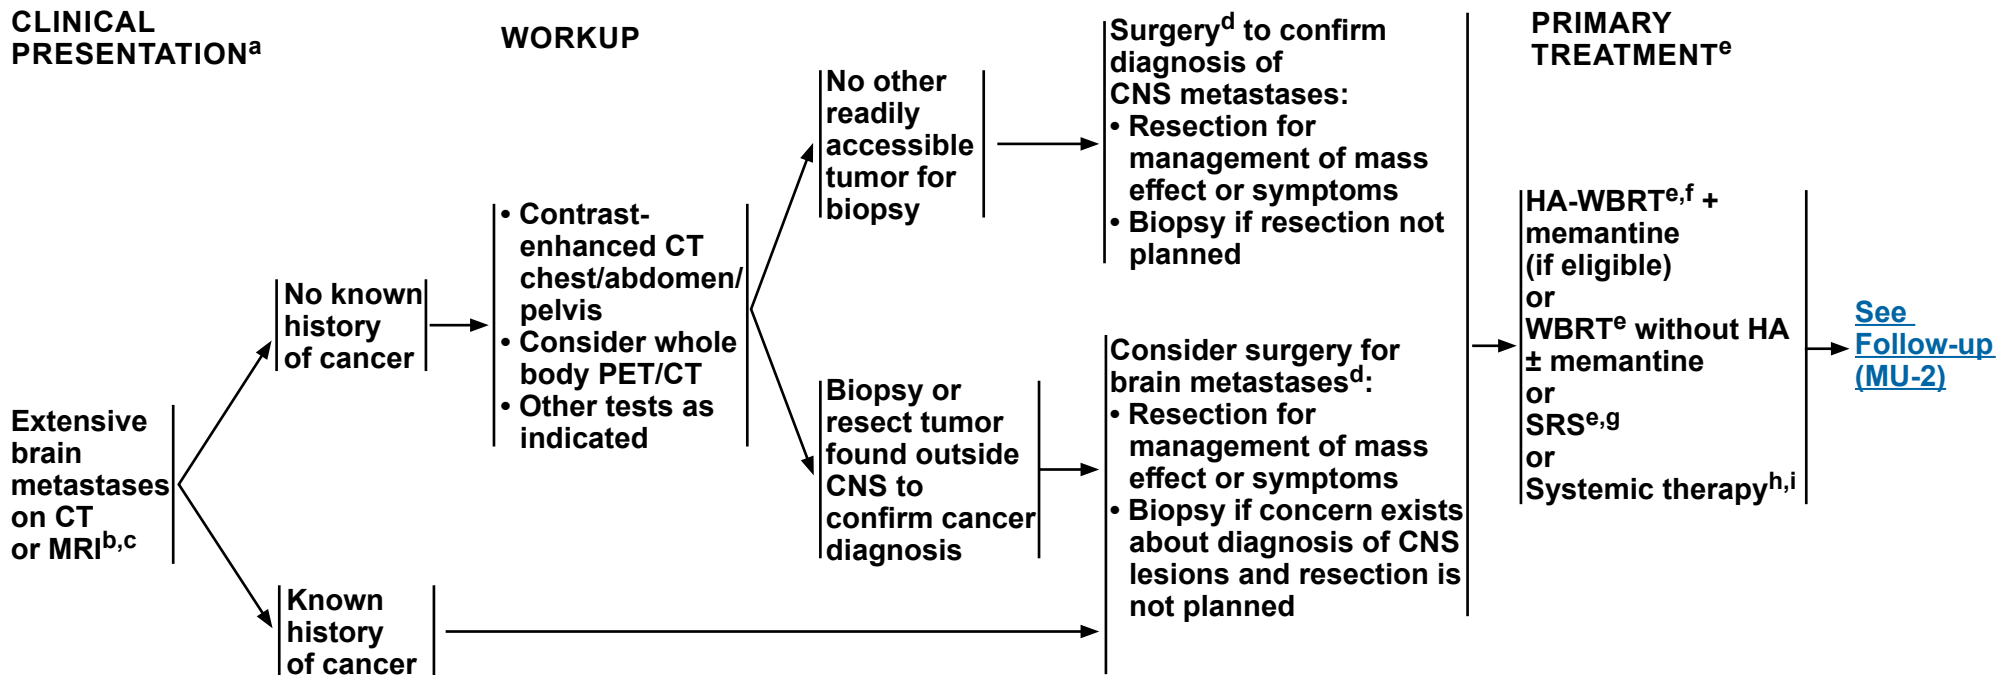 CLINICAL
PRESENTATIONa
WORKUP
PRIMARY
TREATMENTe
Extensive
brain
metastases
on CT
or MRIb,c
No known
history
of cancer
Known
history
of cancer
• Contrast-
enhanced CT
chest/abdomen/
pelvis
• Consider whole
body PET/CT
• Other tests as
indicated
No other
readily
accessible
tumor for
biopsy
Biopsy or
resect tumor
found outside
CNS to
confirm cancer
diagnosis
Surgeryd to confirm
diagnosis of
CNS metastases:
• Resection for
management of mass
effect or symptoms
• Biopsy if resection not
planned
Consider surgery for
brain metastasesd:
• Resection for
management of mass
effect or symptoms
• Biopsy if concern exists
about diagnosis of CNS
lesions and resection is
not planned
HA-WBRTe,f +
memantine
(if eligible)
or
WBRTe without HA
± memantine
or
SRSe,g
or
Systemic therapyh,i
See
Follow-up
(MU-2)